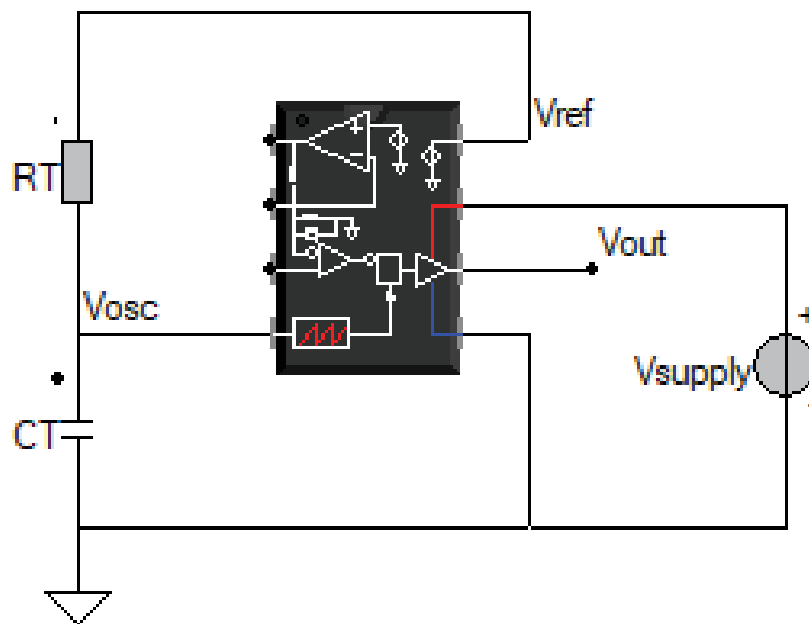 Vref
RT
Vout
Vosc
+
Vsupply
-
CT